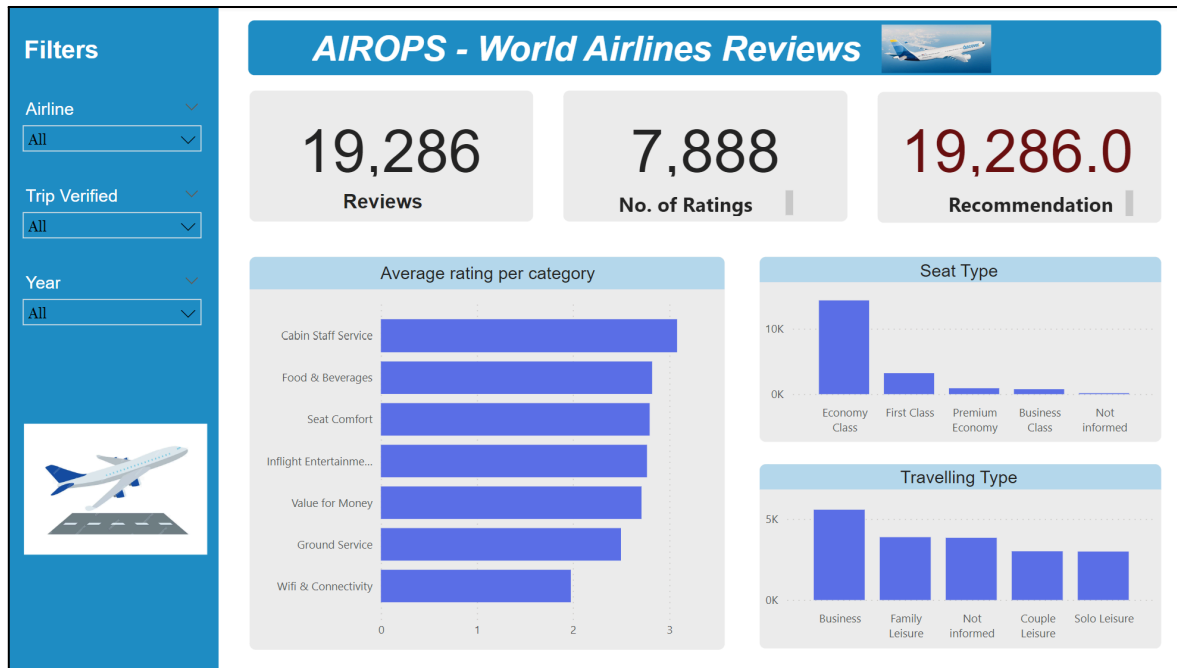 Filters
Airline
All
Trip Verified
All
Year
All
AIROPS - World Airlines Reviews
19,286
Reviews
7,888
No. of Ratings
19,286.0
Recommendation
Average rating per category
Cabin Staff Service
Food & Beverages
Seat Comfort
Inflight Entertainme...
Value for Money
Ground Service
Wifi & Connectivity
0 1 2 3
Seat Type
10K
0K
Economy Class
First Class
Premium Economy
Business Class
Not informed
Travelling Type
5K
0K
Business
Family Leisure
Not informed
Couple Leisure
Solo Leisure